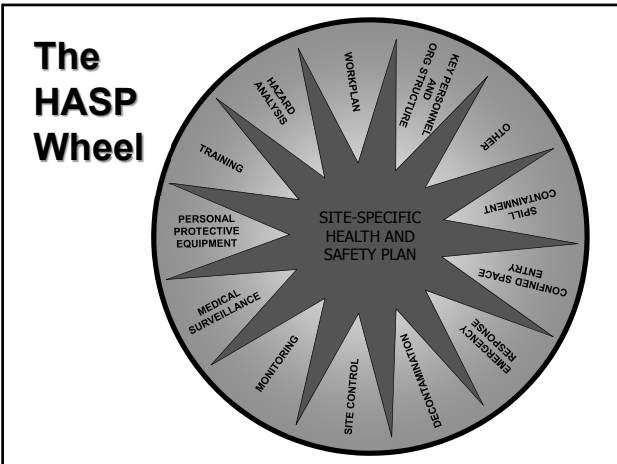 The
HASP
Wheel
SITE-SPECIFIC
HEALTH AND
SAFETY PLAN
WORKPLAN
KEY PERSONNEL
AND
ORG STRUCTURE
OTHER
SPILL
CONTAINMENT
CONFINED SPACE
ENTRY
EMERGENCY
RESPONSE
DECONTAMINATION
SITE CONTROL
MONITORING
MEDICAL
SURVEILLANCE
PERSONAL
PROTECTIVE
EQUIPMENT
TRAINING
HAZARD
ANALYSIS